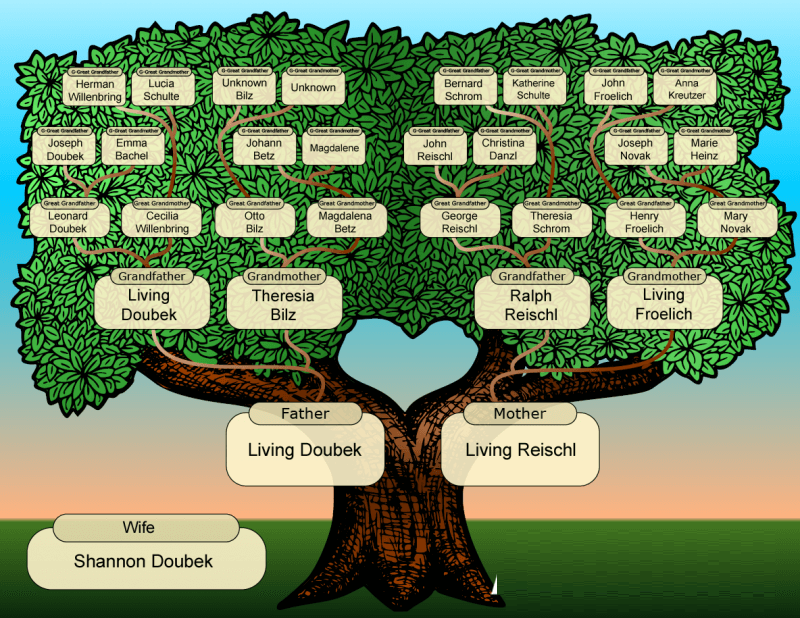 G-Great Grandfather
Herman
Willenbring
G-Great Grandmother
Lucia
Schulte
G-Great Grandfather
Unknown
Bilz
G-Great Grandmother
Unknown
G-Great Grandfather
Bernard
Schrom
G-Great Grandmother
Katherine
Schulte
G-Great Grandfather
John
Froelich
G-Great Grandmother
Anna
Kreutzer
G-Great Grandfather
Joseph
Doubek
G-Great Grandmother
Emma
Bachel
G-Great Grandfather
Johann
Betz
G-Great Grandmother
Magdalene
G-Great Grandfather
John
Reischl
G-Great Grandmother
Christina
Danzl
G-Great Grandfather
Joseph
Novak
G-Great Grandmother
Marie
Heinz
Great Grandfather
Leonard
Doubek
Great Grandmother
Cecilia
Willenbring
Great Grandfather
Otto
Bilz
Great Grandmother
Magdalena
Betz
Great Grandfather
George
Reischl
Great Grandmother
Theresia
Schrom
Great Grandfather
Henry
Froelich
Great Grandmother
Mary
Novak
Grandfather
Living
Doubek
Grandmother
Theresia
Bilz
Grandfather
Ralph
Reischl
Grandmother
Living
Froelich
Father
Living Doubek
Mother
Living Reischl
Wife
Shannon Doubek